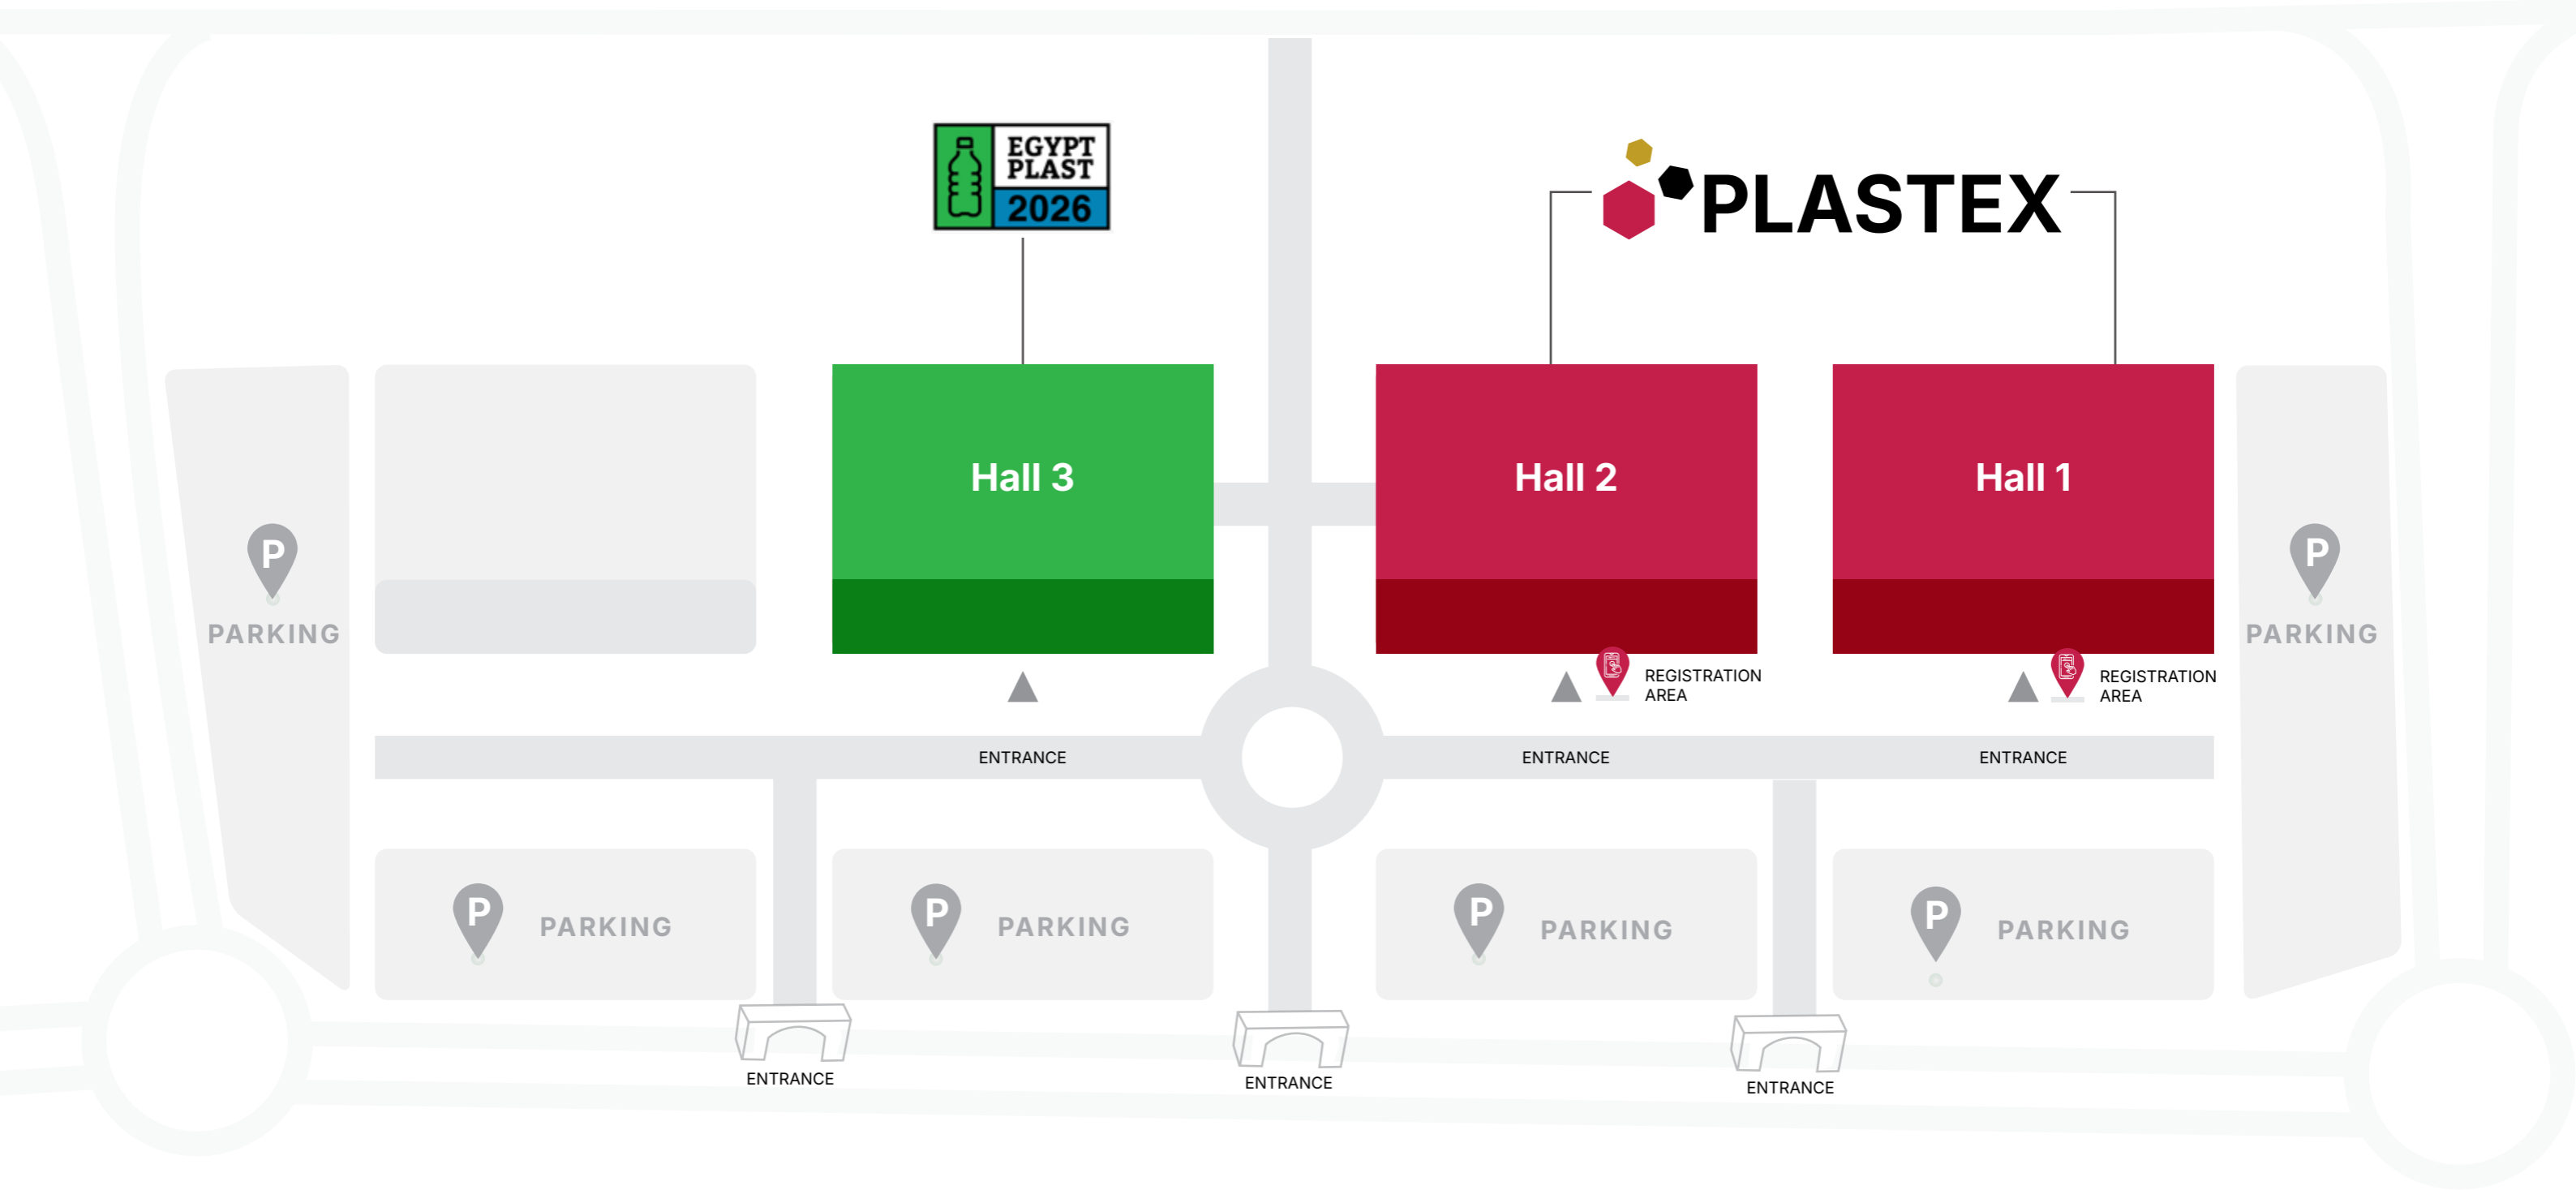 EGYPT
PLAST
2026
PLASTEX
Hall 3
Hall 2
Hall 1
P
PARKING
P
PARKING
REGISTRATION
AREA
REGISTRATION
AREA
ENTRANCE
ENTRANCE
ENTRANCE
P
PARKING
P
PARKING
P
PARKING
P
PARKING
ENTRANCE
ENTRANCE
ENTRANCE